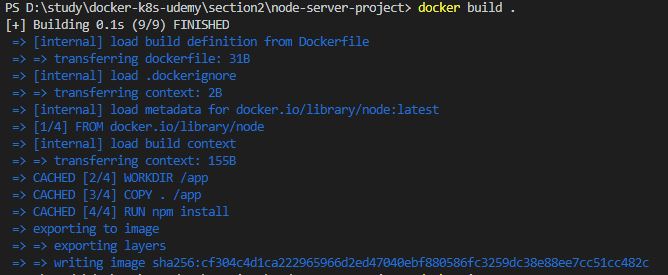 PS D:\study\docker-k8s-udemy\section2\node-server-project> docker build .
[+] Building 0.1s (9/9) FINISHED
=> [internal] load build definition from Dockerfile
=> => transferring dockerfile: 31B
=> [internal] load .dockerignore
=> => transferring context: 2B
=> [internal] load metadata for docker.io/library/node:latest
=> [1/4] FROM docker.io/library/node
=> [internal] load build context
=> => transferring context: 155B
=> CACHED [2/4] WORKDIR /app
=> CACHED [3/4] COPY . /app
=> CACHED [4/4] RUN npm install
=> exporting to image
=> => exporting layers
=> => writing image sha256:cf304c4d1ca222965966d2ed47040ebf880586fc3259dc38e88ee7cc51cc482c